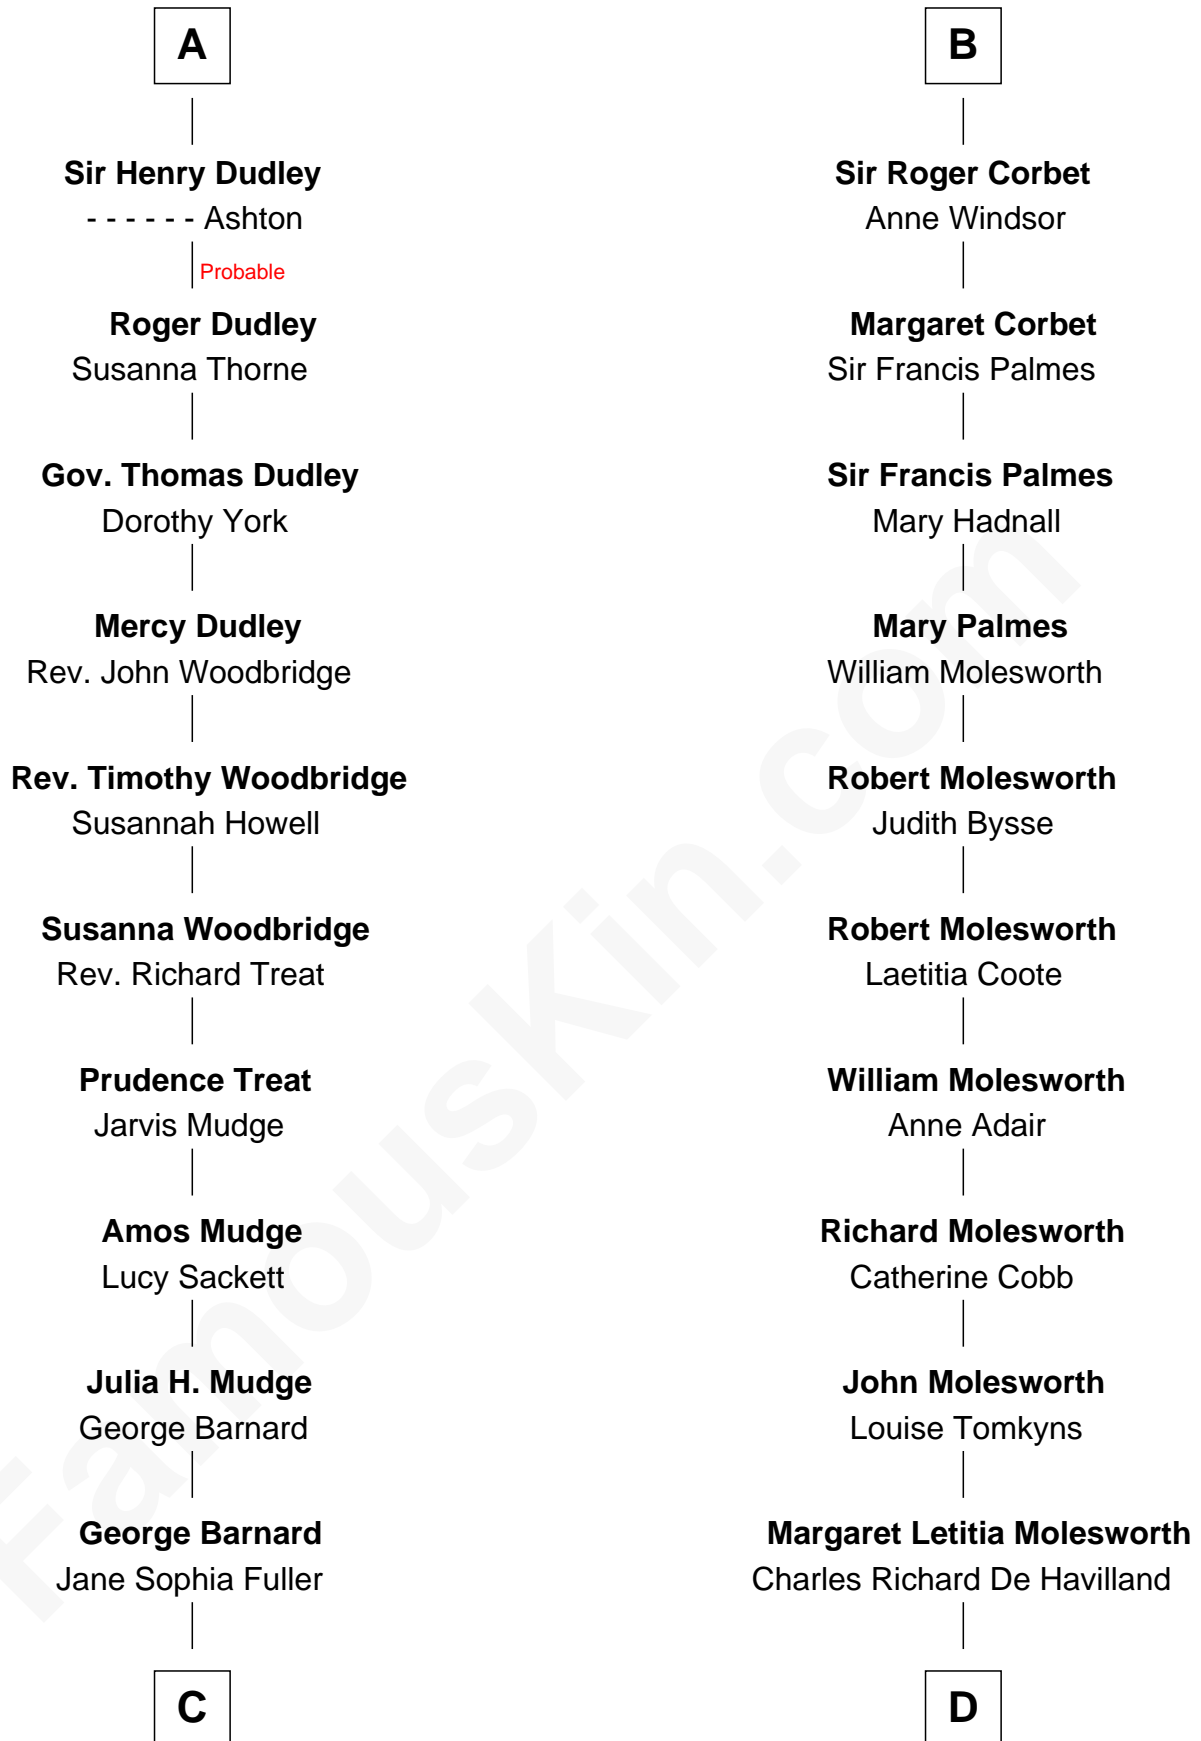 A
Sir Henry Dudley
- - - - - - Ashton
Probable
Roger Dudley
Susanna Thorne
Gov. Thomas Dudley
Dorothy York
Mercy Dudley
Rev. John Woodbridge
Rev. Timothy Woodbridge
Susannah Howell
Susanna Woodbridge
Rev. Richard Treat
Prudence Treat
Jarvis Mudge
Amos Mudge
Lucy Sackett
Julia H. Mudge
George Barnard
George Barnard
Jane Sophia Fuller
C
B
Sir Roger Corbet
Anne Windsor
Margaret Corbet
Sir Francis Palmes
Sir Francis Palmes
Mary Hadnall
Mary Palmes
William Molesworth
Robert Molesworth
Judith Bysse
Robert Molesworth
Laetitia Coote
William Molesworth
Anne Adair
Richard Molesworth
Catherine Cobb
John Molesworth
Louise Tomkyns
Margaret Letitia Molesworth
Charles Richard De Havilland
D
FamousKin.com